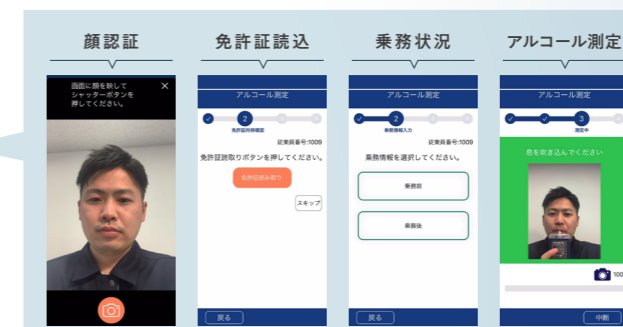 顔認証
画面に顔を映して
シャッターボタンを
押してください。
×
免許証読込
アルコール測定
2
免許証所持確認
従業員番号:1009
免許証読取りボタンを押してください。
免許証読み取り
スキップ
戻る
乗務状況
アルコール測定
2
乗務情報入力
従業員番号:1009
乗務情報を選択してください。
乗務前
乗務後
戻る
アルコール測定
アルコール測定
3
測定中
息を吹き込んでください
100
中断